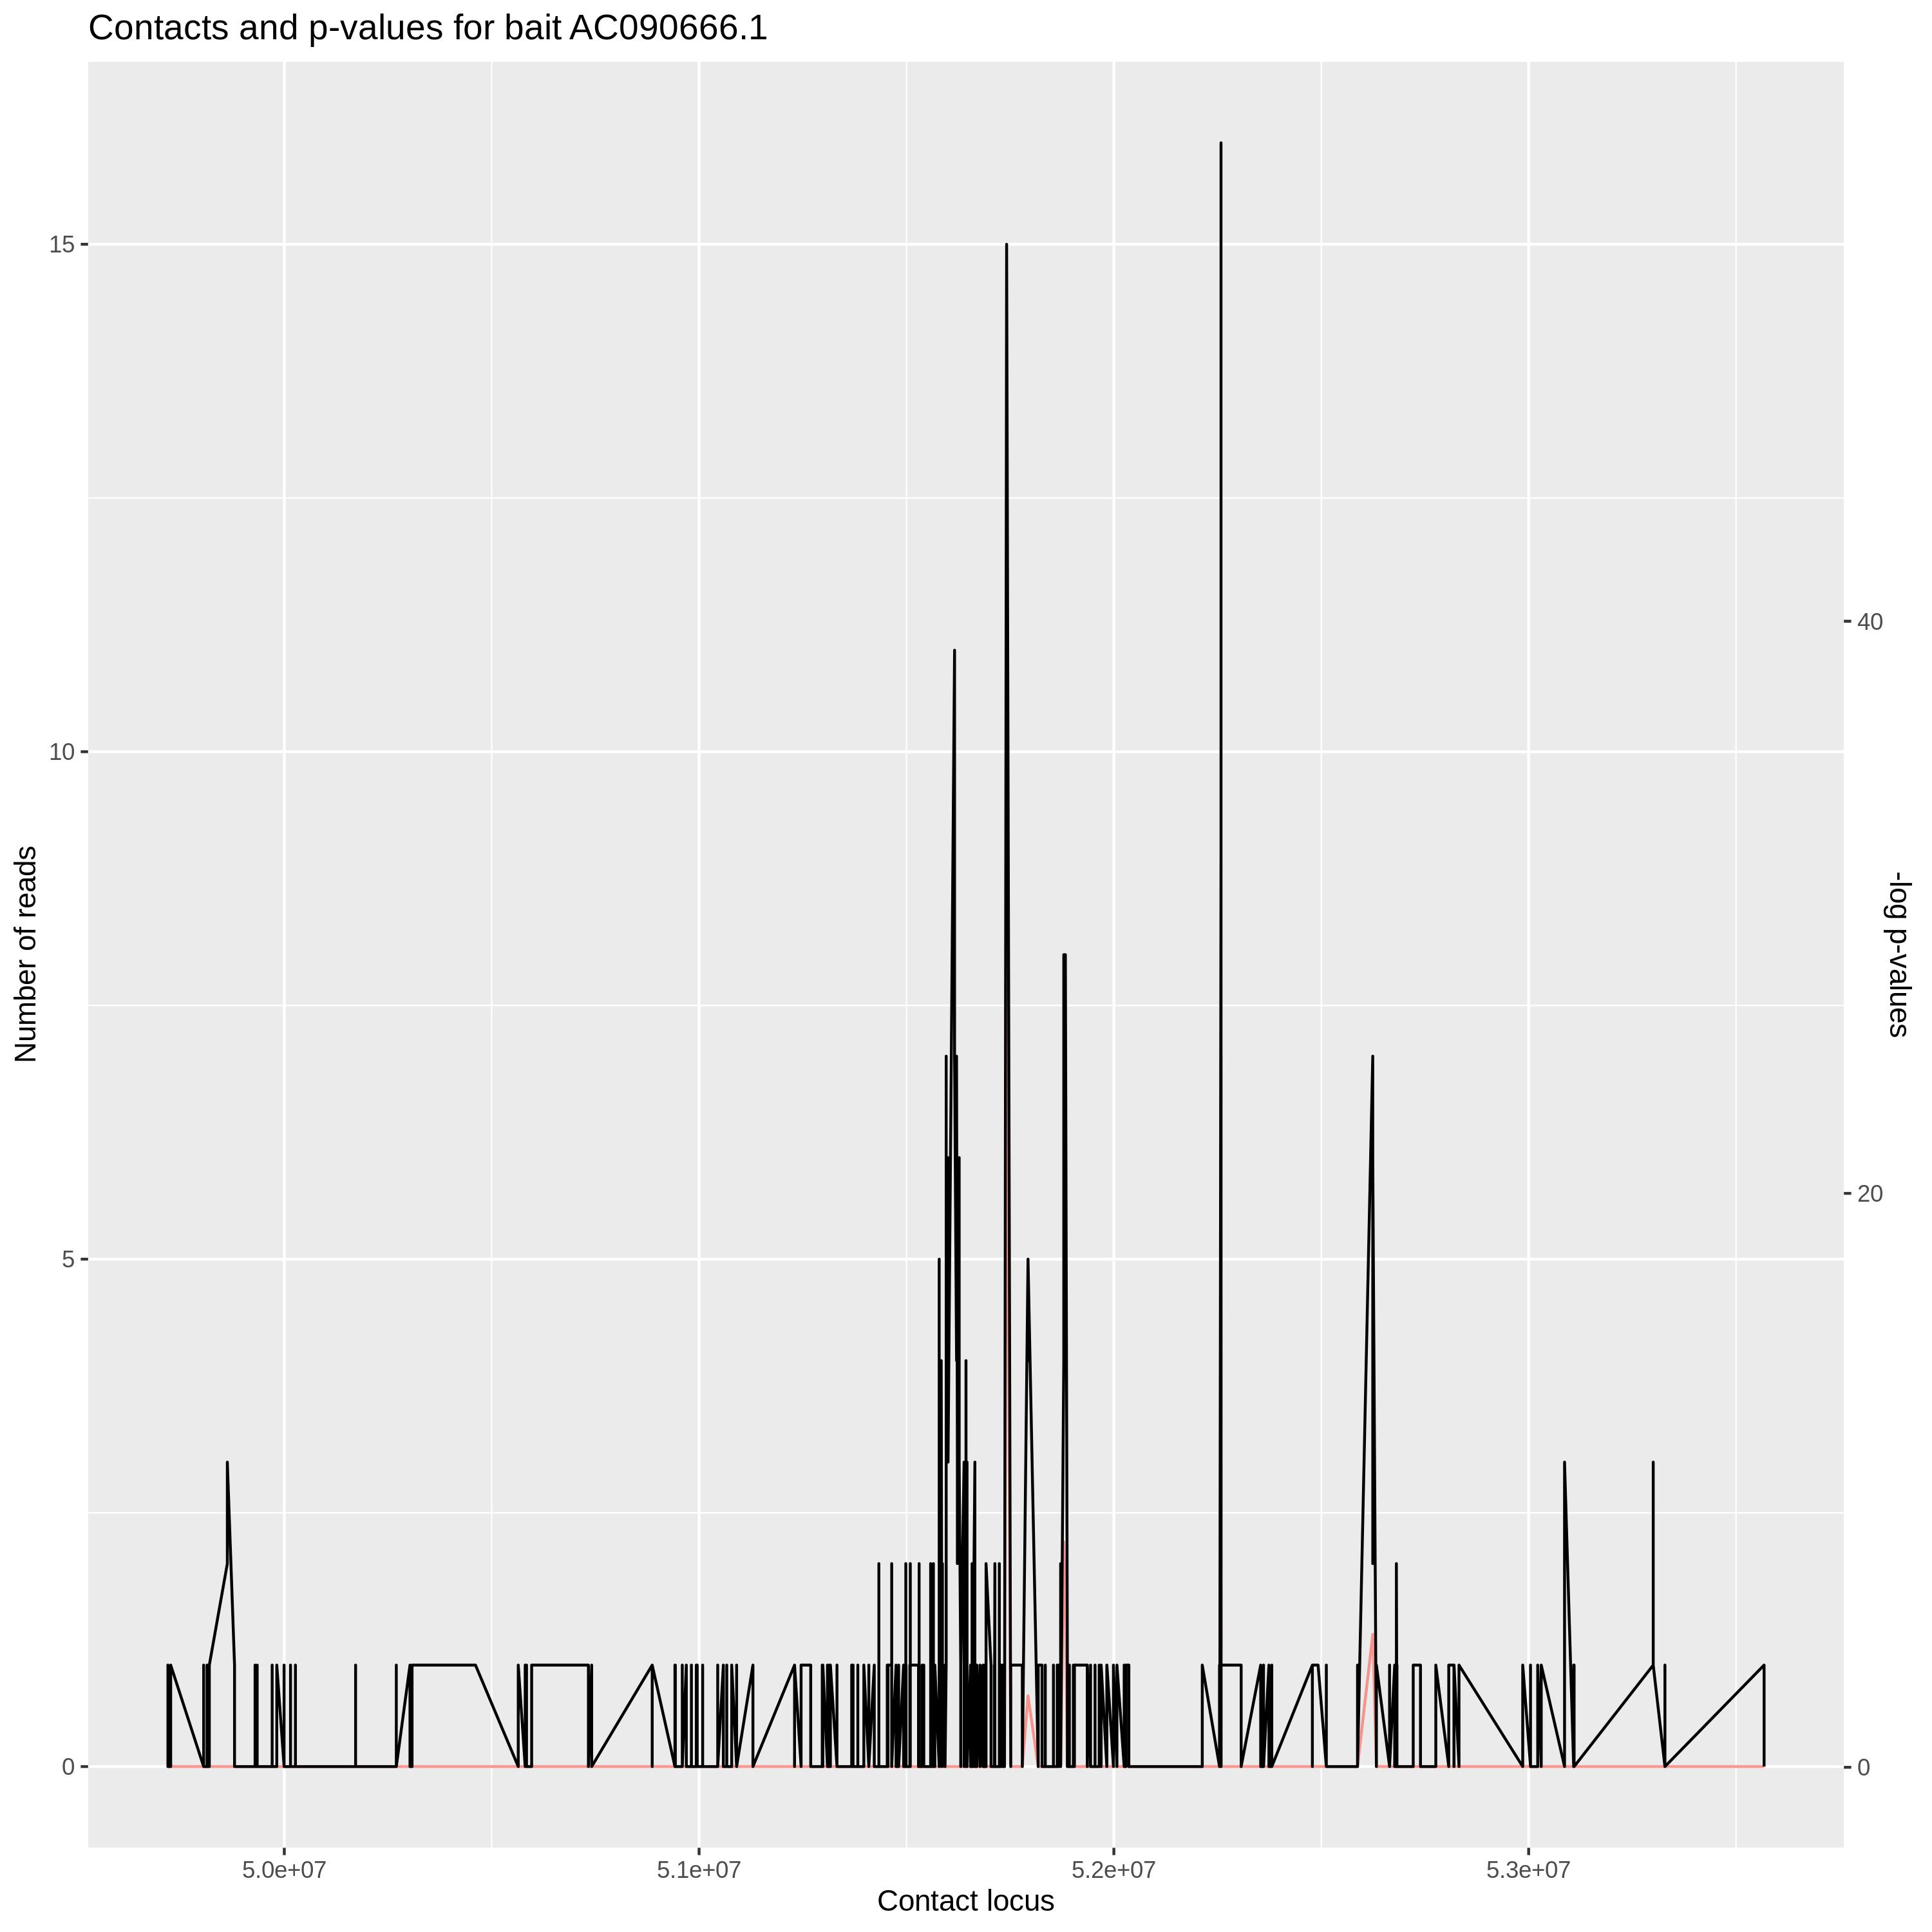 Contacts and p-values for bait AC090666.1
15
10
5
0
Number of reads
40
20
0
-log p-values
5.0e+07
5.1e+07
5.2e+07
5.3e+07
Contact locus